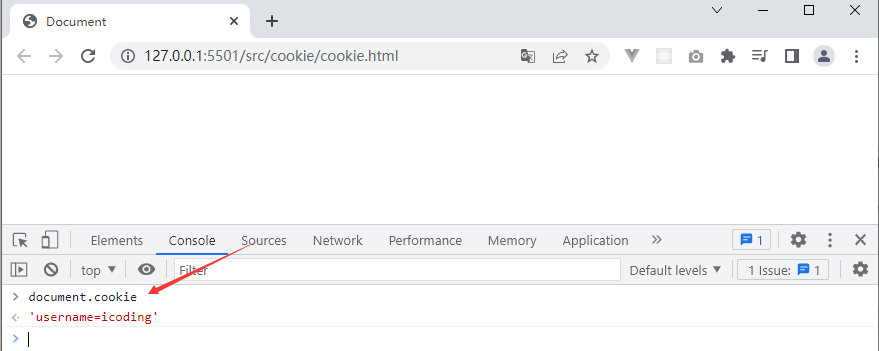 Document
127.0.0.1:5501/src/cookie/cookie.html
Elements Console Sources Network Performance Memory Application 1
top Filter Default levels 1 Issue: 1
document.cookie
'username=icoding'